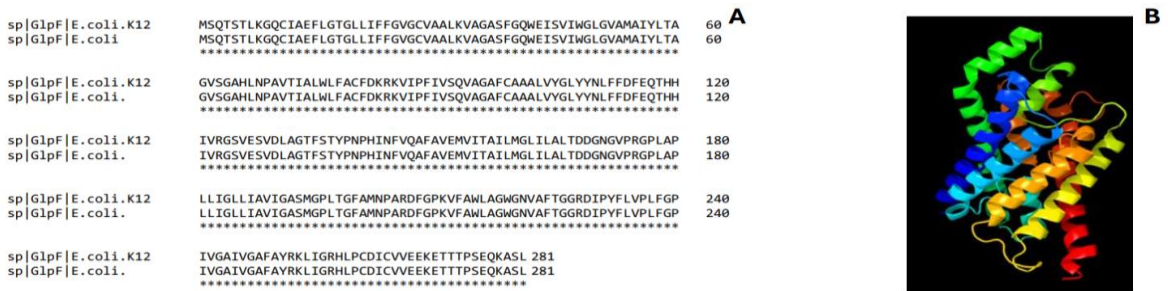 A
B
sp|GlpF|E.coli.K12 MSQTSTLKGQCIAEFLGTGLLIFFGVGCVAALKVAGASFGQWEISVIWGLGVAMAIYLTA 60
sp|GlpF|E.coli MSQTSTLKGQCIAEFLGTGLLIFFGVGCVAALKVAGASFGQWEISVIWGLGVAMAIYLTA 60
************************************************************
sp|GlpF|E.coli.K12 GVSGAHLNPAVTIALWLFACFDKRKVIPFIVSQVAGAFCAAALVYGLYYNLFFDFEQTHH 120
sp|GlpF|E.coli. GVSGAHLNPAVTIALWLFACFDKRKVIPFIVSQVAGAFCAAALVYGLYYNLFFDFEQTHH 120
************************************************************
sp|GlpF|E.coli.K12 IVRGSVESVDLAGTFSTYPNPHINFVQAFAVEMVITAILMGLILALTDDGNGVPRGPLAP 180
sp|GlpF|E.coli. IVRGSVESVDLAGTFSTYPNPHINFVQAFAVEMVITAILMGLILALTDDGNGVPRGPLAP 180
************************************************************
sp|GlpF|E.coli.K12 LLIGLLIAVIGASMGPLTGFAMNPARDFGPKVFAWLAGWGNVAFTGGRDIPYFLVPLFGP 240
sp|GlpF|E.coli. LLIGLLIAVIGASMGPLTGFAMNPARDFGPKVFAWLAGWGNVAFTGGRDIPYFLVPLFGP 240
************************************************************
sp|GlpF|E.coli.K12 IVGAIVGAFAYRKLIGRHLPCDICVVEEKETTTPSEQKASL 281
sp|GlpF|E.coli. IVGAIVGAFAYRKLIGRHLPCDICVVEEKETTTPSEQKASL 281
*****************************************